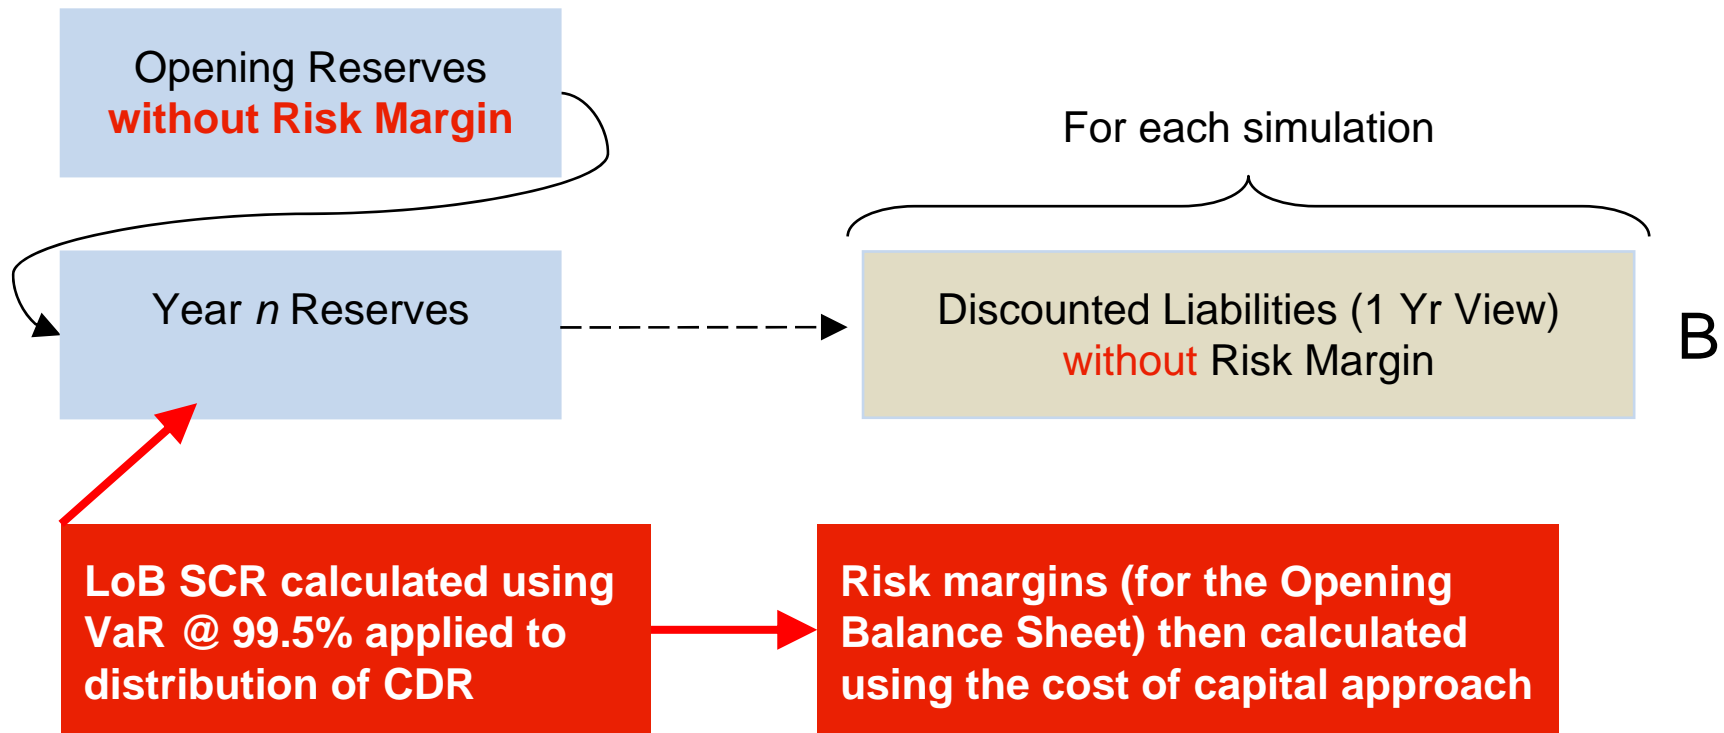 Opening Reserves
without Risk Margin
For each simulation
Year n Reserves
Discounted Liabilities (1 Yr View)
without Risk Margin
B
LoB SCR calculated using
VaR @ 99.5% applied to
distribution of CDR
Risk margins (for the Opening
Balance Sheet) then calculated
using the cost of capital approach